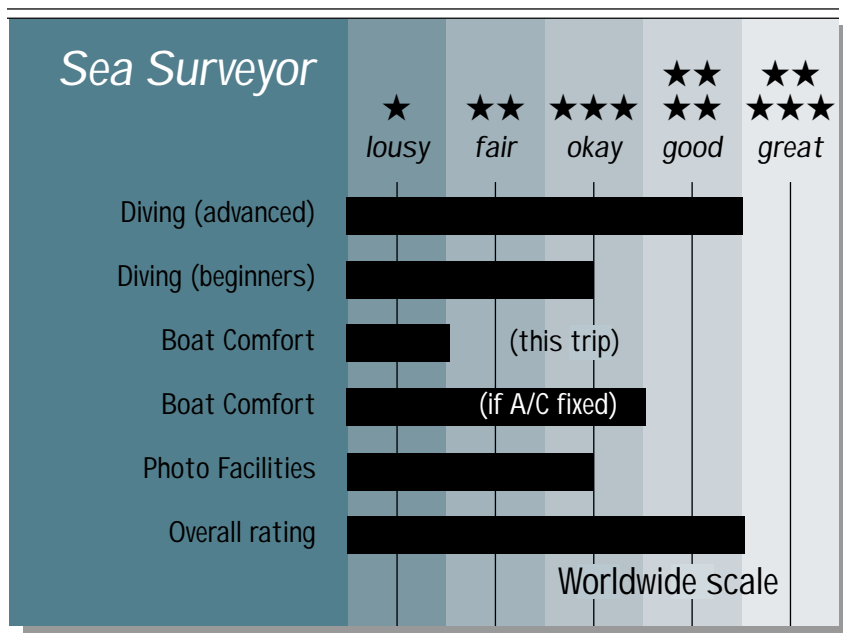 Sea Surveyor
★ ★★ ★★★ ★★★★ ★★★★★
lousy fair okay good great
Diving (advanced)
Diving (beginners)
Boat Comfort (this trip)
Boat Comfort (if A/C fixed)
Photo Facilities
Overall rating
Worldwide scale